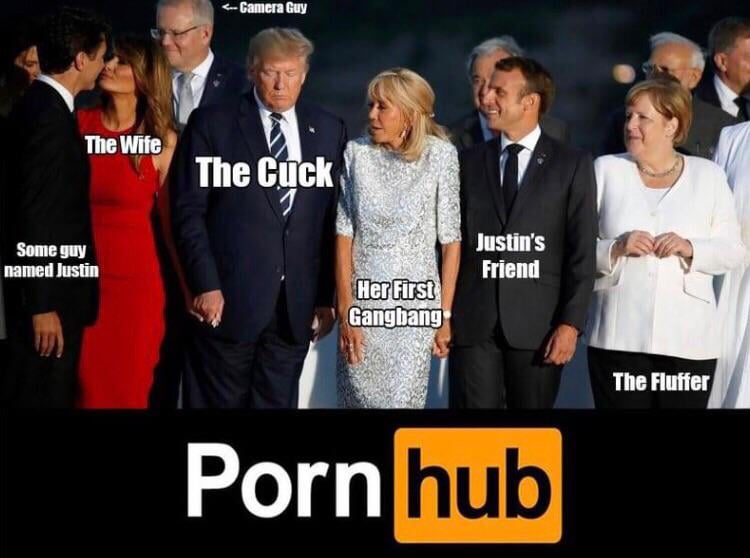 <-- Camera Guy
The Wife
The Cuck
Some guy
named Justin
Her First
Gangbang
Justin's
Friend
The Fluffer
Porn hub